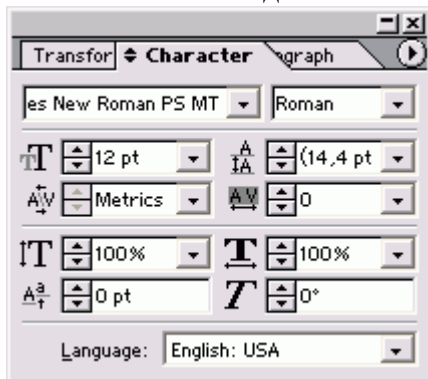 Transfor Character agraph
es New Roman PS MT Roman
12 pt (14,4 pt
Metrics 0
100% 100%
0 pt 0°
Language: English: USA